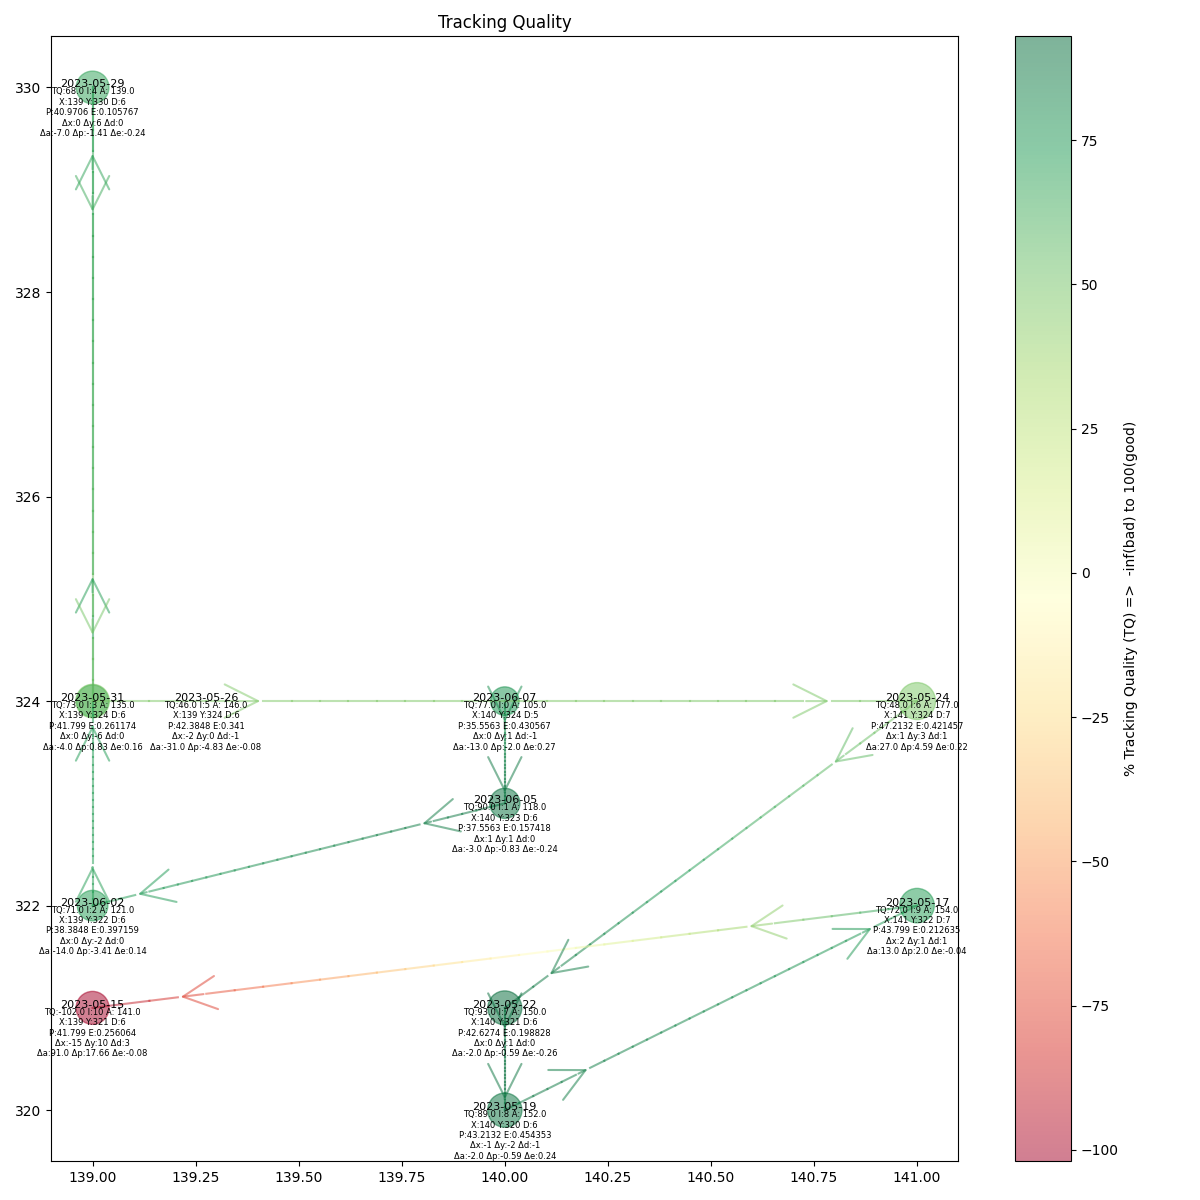 Tracking Quality
330
328
326
324
322
320
2023-05-29
TQ:68.0 I:4 A: 139.0
X:139 Y:330 D:6
P:40.9706 E:0.105767
Δx:0 Δy:6 Δd:0
Δa:-7.0 Δp:-1.41 Δe:-0.24
2023-05-31
TQ:73.0 I:3 A: 135.0
X:139 Y:324 D:6
P:41.799 E:0.261174
Δx:0 Δy:-6 Δd:0
Δa:-4.0 Δp:0.83 Δe:0.16
2023-05-26
TQ:46.0 I:5 A: 146.0
X:139 Y:324 D:6
P:42.3848 E:0.341
Δx:-2 Δy:0 Δd:-1
Δa:-31.0 Δp:-4.83 Δe:-0.08
2023-06-07
TQ:77.0 I:0 A: 105.0
X:140 Y:324 D:5
P:35.5563 E:0.430567
Δx:0 Δy:1 Δd:-1
Δa:-13.0 Δp:-2.0 Δe:0.27
2023-05-24
TQ:48.0 I:6 A: 177.0
X:141 Y:324 D:7
P:47.2132 E:0.421457
Δx:1 Δy:3 Δd:1
Δa:27.0 Δp:4.59 Δe:0.22
2023-06-05
TQ:90.0 I:1 A: 118.0
X:140 Y:323 D:6
P:37.5563 E:0.157418
Δx:1 Δy:1 Δd:0
Δa:-3.0 Δp:-0.83 Δe:-0.24
2023-06-02
TQ:71.0 I:2 A: 121.0
X:139 Y:322 D:6
P:38.3848 E:0.397159
Δx:0 Δy:-2 Δd:0
Δa:-14.0 Δp:-3.41 Δe:0.14
2023-05-17
TQ:72.0 I:9 A: 154.0
X:141 Y:322 D:7
P:43.799 E:0.212635
Δx:2 Δy:1 Δd:1
Δa:13.0 Δp:2.0 Δe:-0.04
2023-05-15
TQ:-102.0 I:10 A: 141.0
X:139 Y:321 D:6
P:41.799 E:0.256064
Δx:-15 Δy:10 Δd:3
Δa:91.0 Δp:17.66 Δe:-0.08
2023-05-22
TQ:93.0 I:7 A: 150.0
X:140 Y:321 D:6
P:42.6274 E:0.198828
Δx:0 Δy:1 Δd:0
Δa:-2.0 Δp:-0.59 Δe:-0.26
2023-05-19
TQ:89.0 I:8 A: 152.0
X:140 Y:320 D:6
P:43.2132 E:0.454353
Δx:-1 Δy:-2 Δd:-1
Δa:-2.0 Δp:-0.59 Δe:0.24
139.00 139.25 139.50 139.75 140.00 140.25 140.50 140.75 141.00
75
50
25
0
−25
−50
−75
−100
% Tracking Quality (TQ) => -inf(bad) to 100(good)